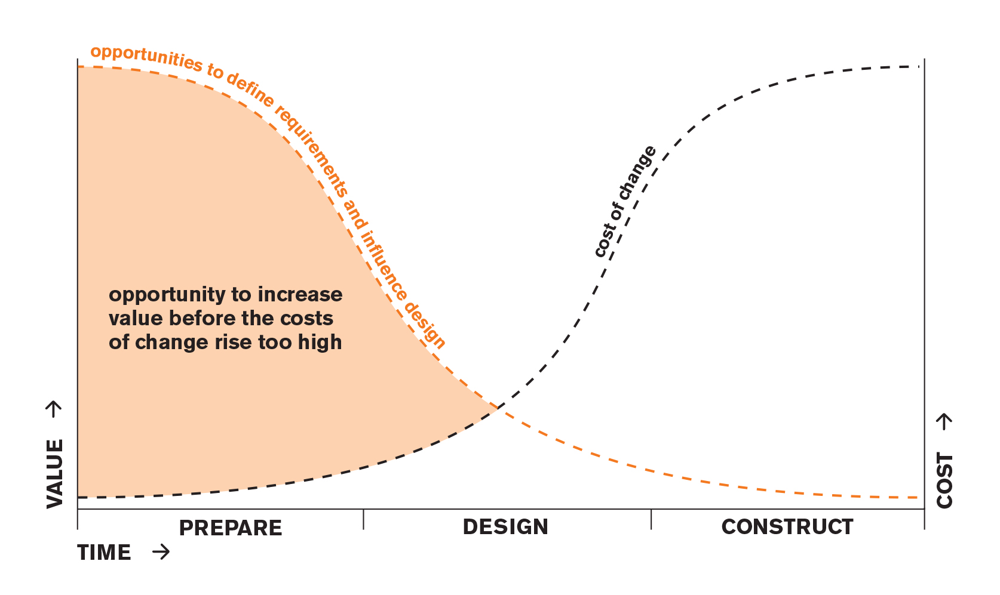 opportunities to define requirements and influence design
cost of change
opportunity to increase
value before the costs
of change rise too high
VALUE →
COST →
PREPARE
DESIGN
CONSTRUCT
TIME →